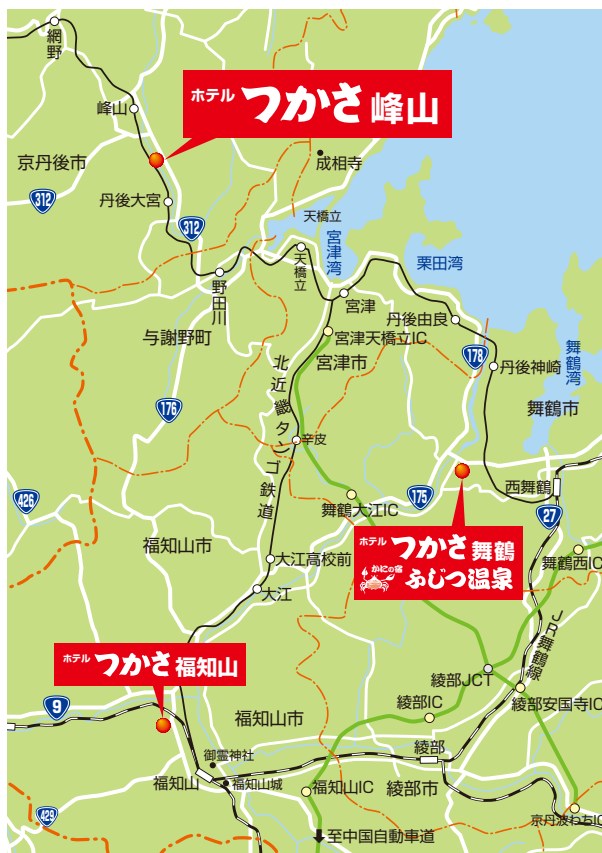 網野
峰山
ホテル つかさ 峰山
京丹後市
成相寺
312
丹後大宮
312
天橋立
宮津湾
栗田湾
天橋立
野田川
宮津
丹後由良
宮津天橋立IC
与謝野町
宮津市
178
丹後神崎
舞鶴湾
北近畿タンゴ鉄道
176
舞鶴市
辛皮
426
175
西舞鶴
舞鶴大江IC
27
ホテル つかさ 舞鶴
かにの宿 ふじつ温泉
福知山市
大江高校前
舞鶴西IC
大江
JR舞鶴線
ホテル つかさ 福知山
綾部JCT
9
福知山市
綾部IC
綾部安国寺IC
御霊神社
綾部
福知山
福知山城
福知山IC
綾部市
429
京丹波わちIC
至中国自動車道